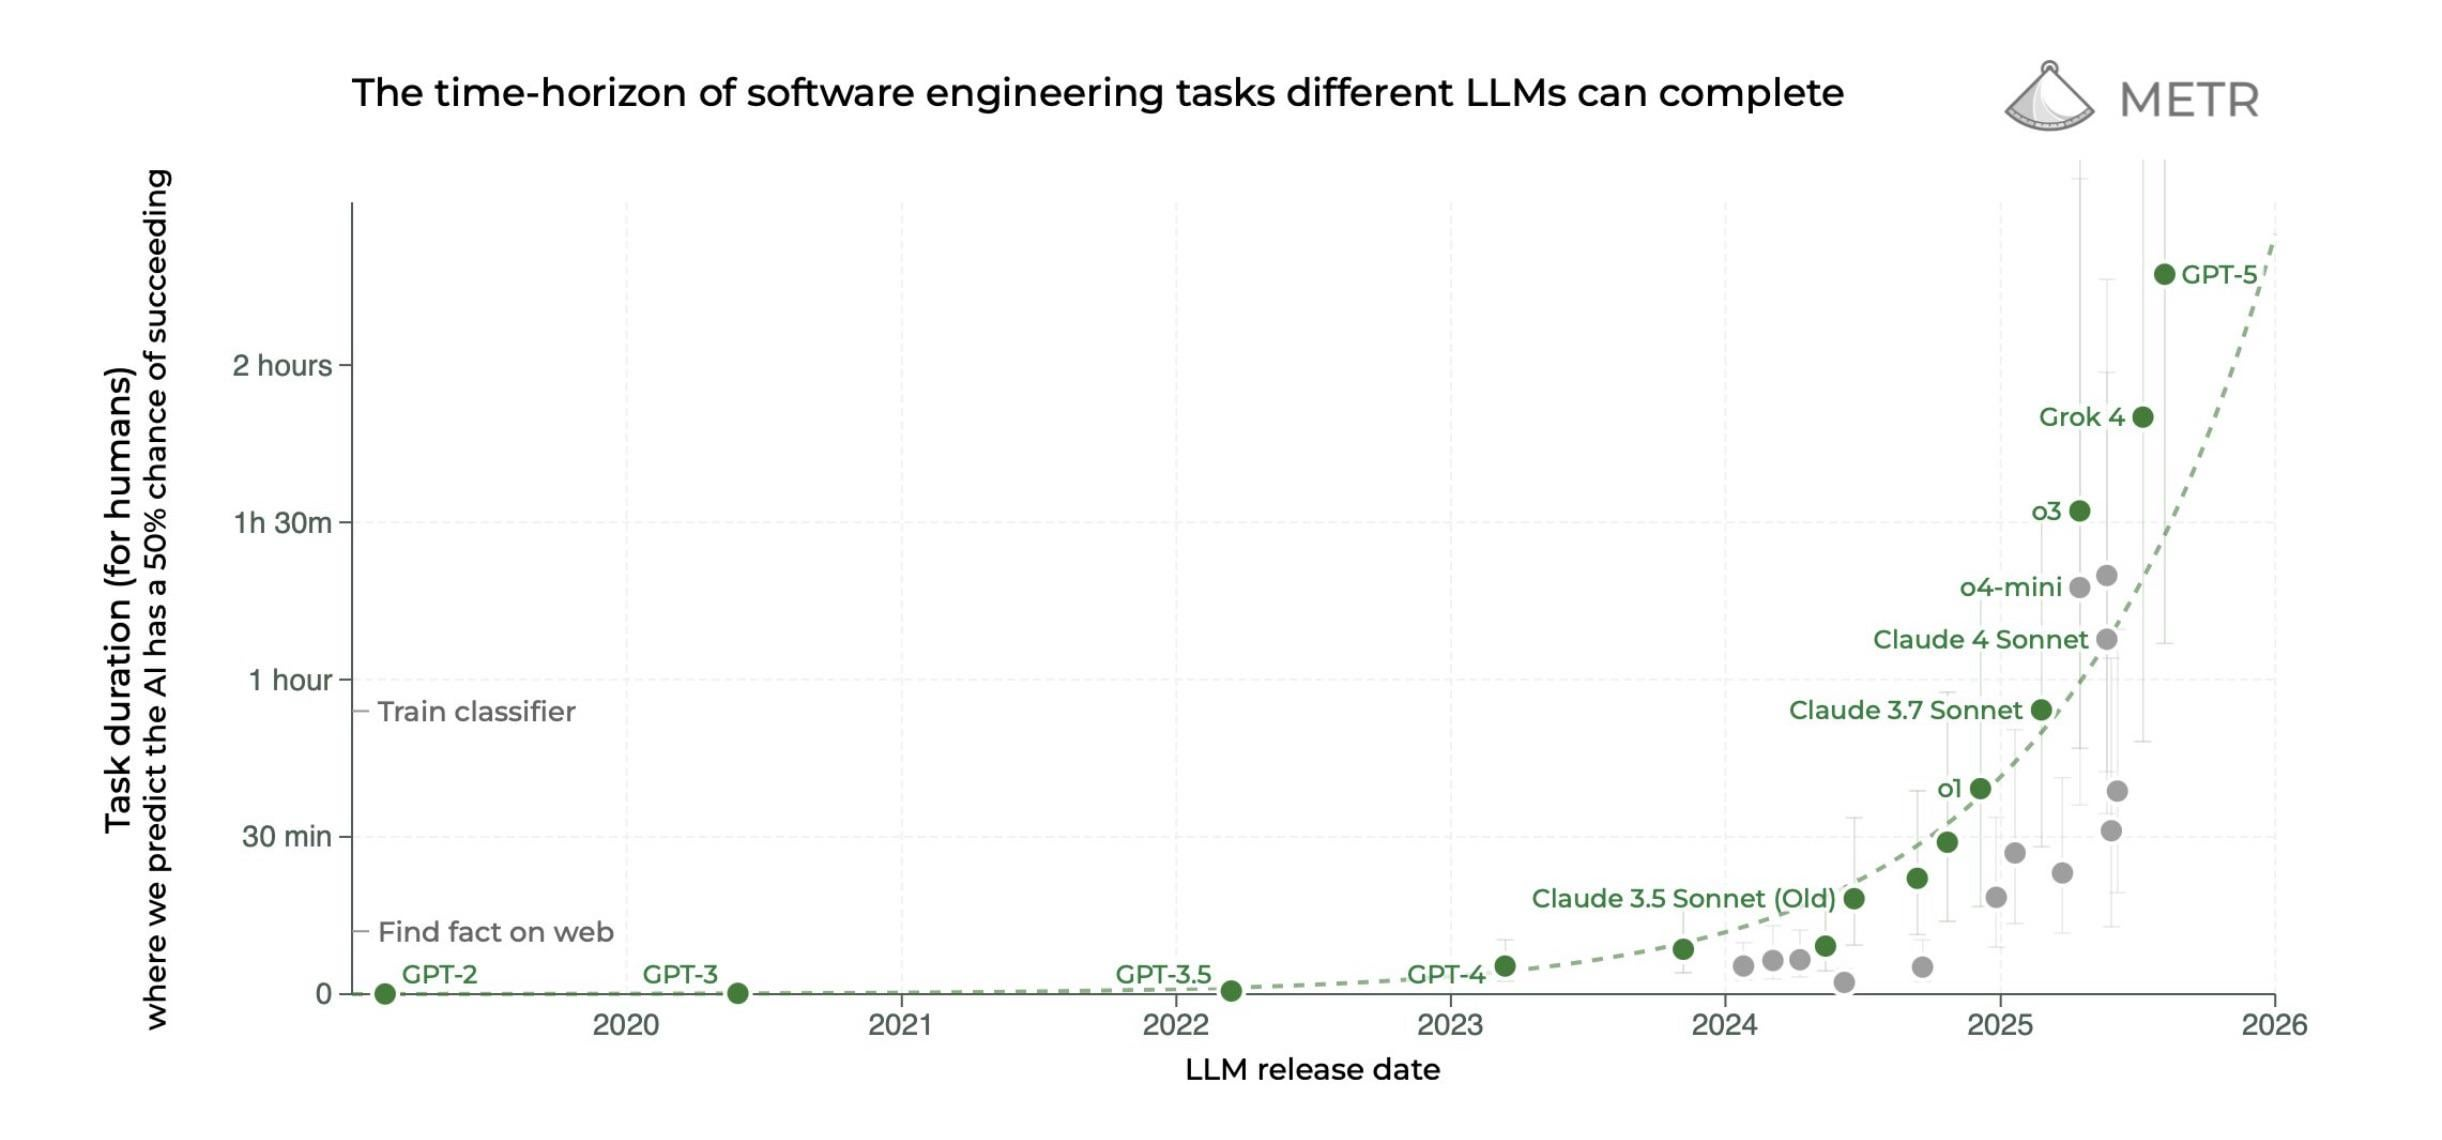 The time-horizon of software engineering tasks different LLMs can complete
METR
Task duration (for humans)
where we predict the AI has a 50% chance of succeeding
2 hours
1h 30m
1 hour
30 min
0
Train classifier
Find fact on web
GPT-2
GPT-3
GPT-3.5
GPT-4
Claude 3.5 Sonnet (Old)
o1
Claude 3.7 Sonnet
Claude 4 Sonnet
o4-mini
o3
Grok 4
GPT-5
2020
2021
2022
2023
2024
2025
2026
LLM release date